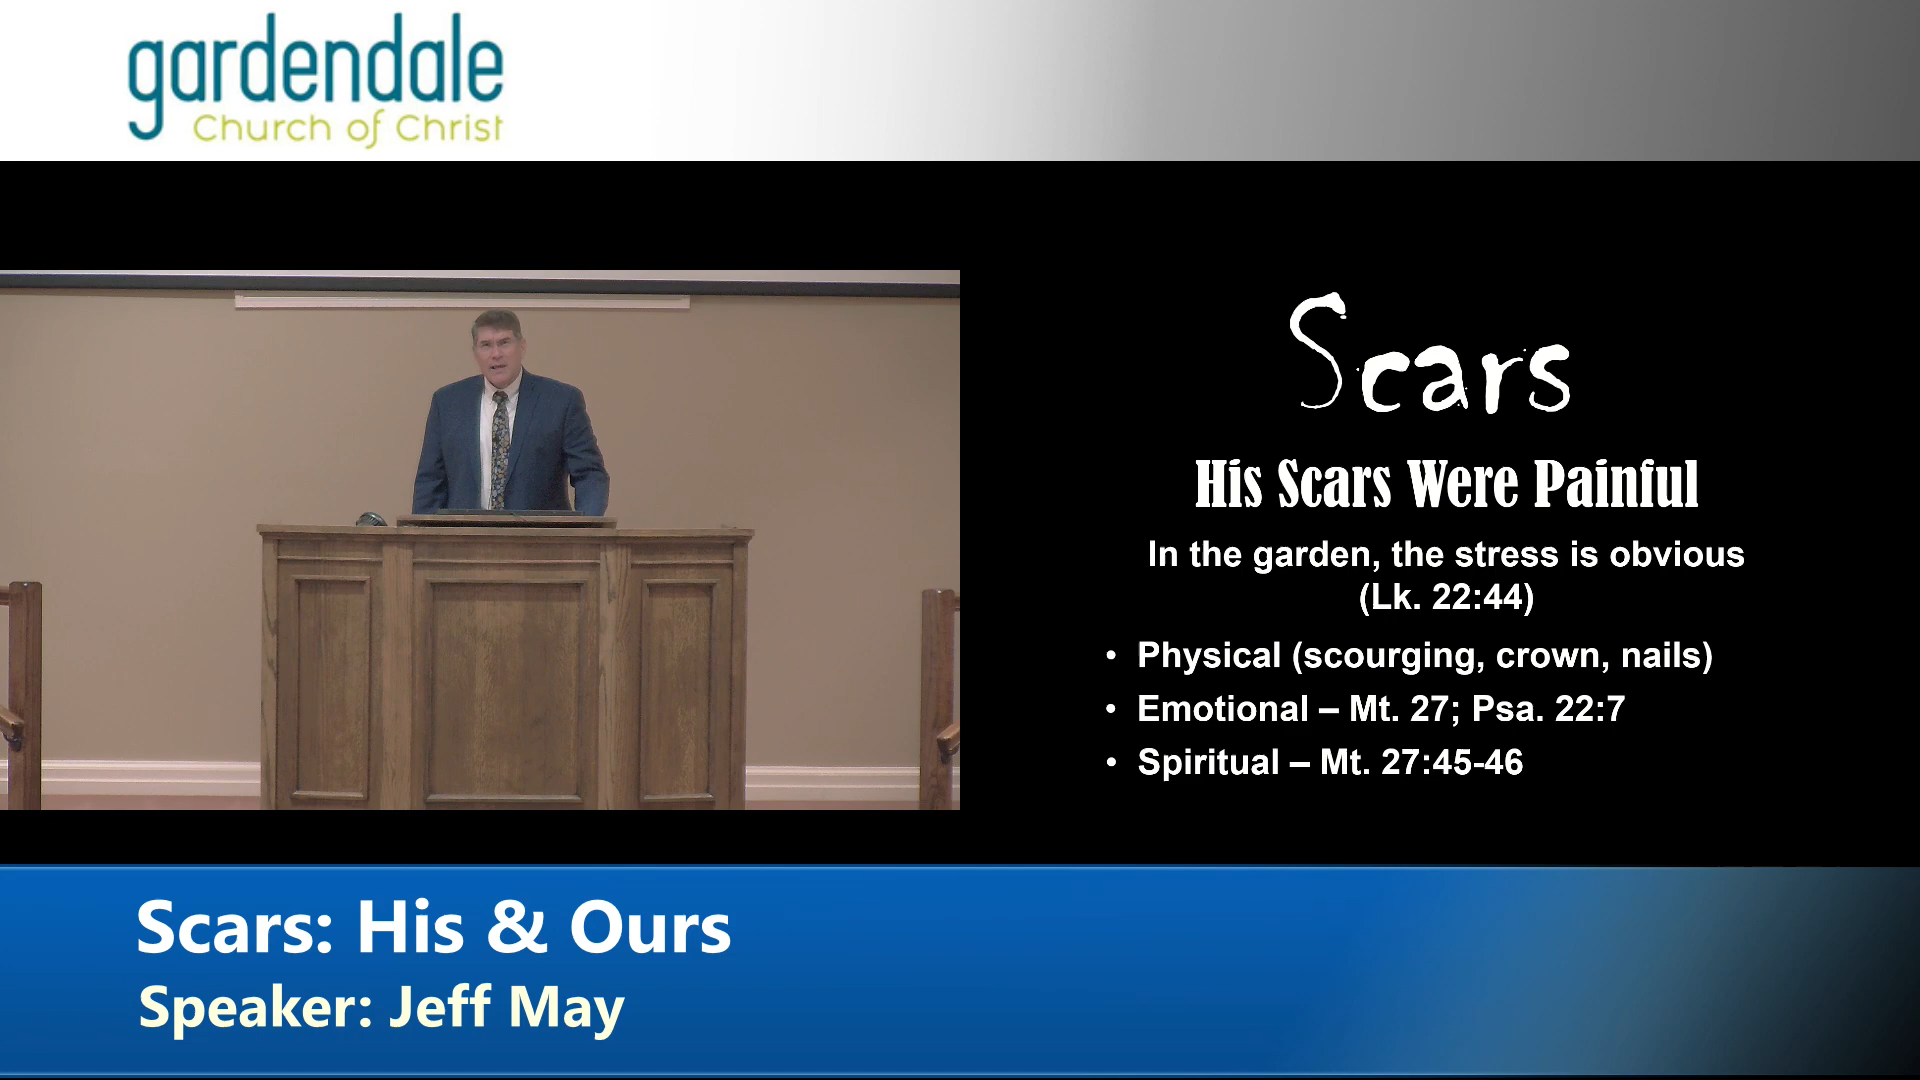 gardendale
Church of Christ
Scars
His Scars Were Painful
In the garden, the stress is obvious
(Lk. 22:44)
• Physical (scourging, crown, nails)
• Emotional – Mt. 27; Psa. 22:7
• Spiritual – Mt. 27:45-46
Scars: His & Ours
Speaker: Jeff May